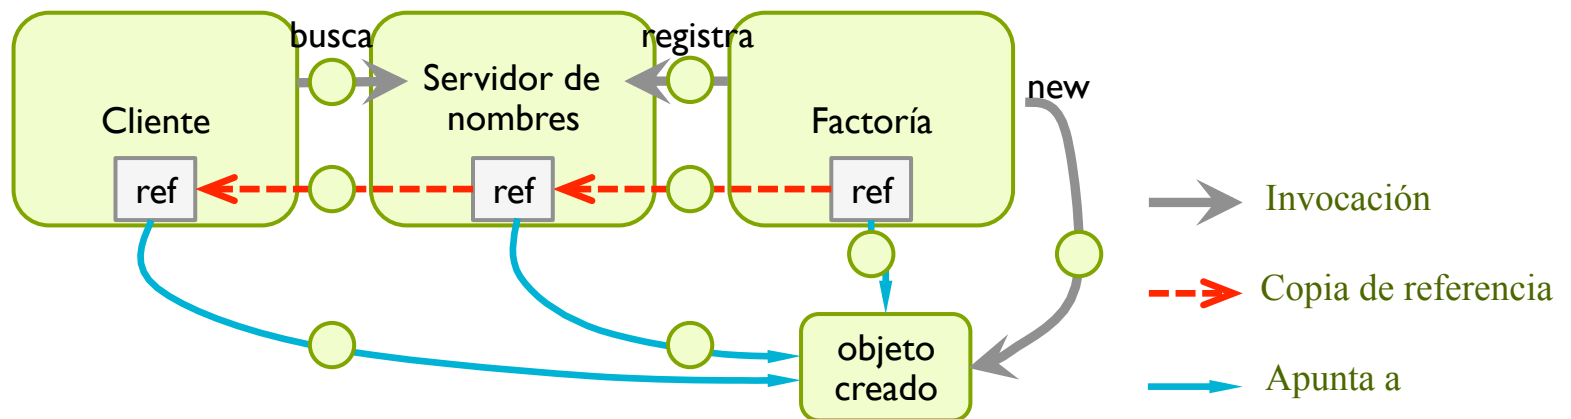 busca
registra
Servidor de
nombres
new
Cliente
Factoría
ref
ref
ref
Invocación
Copia de referencia
objeto
creado
Apunta a